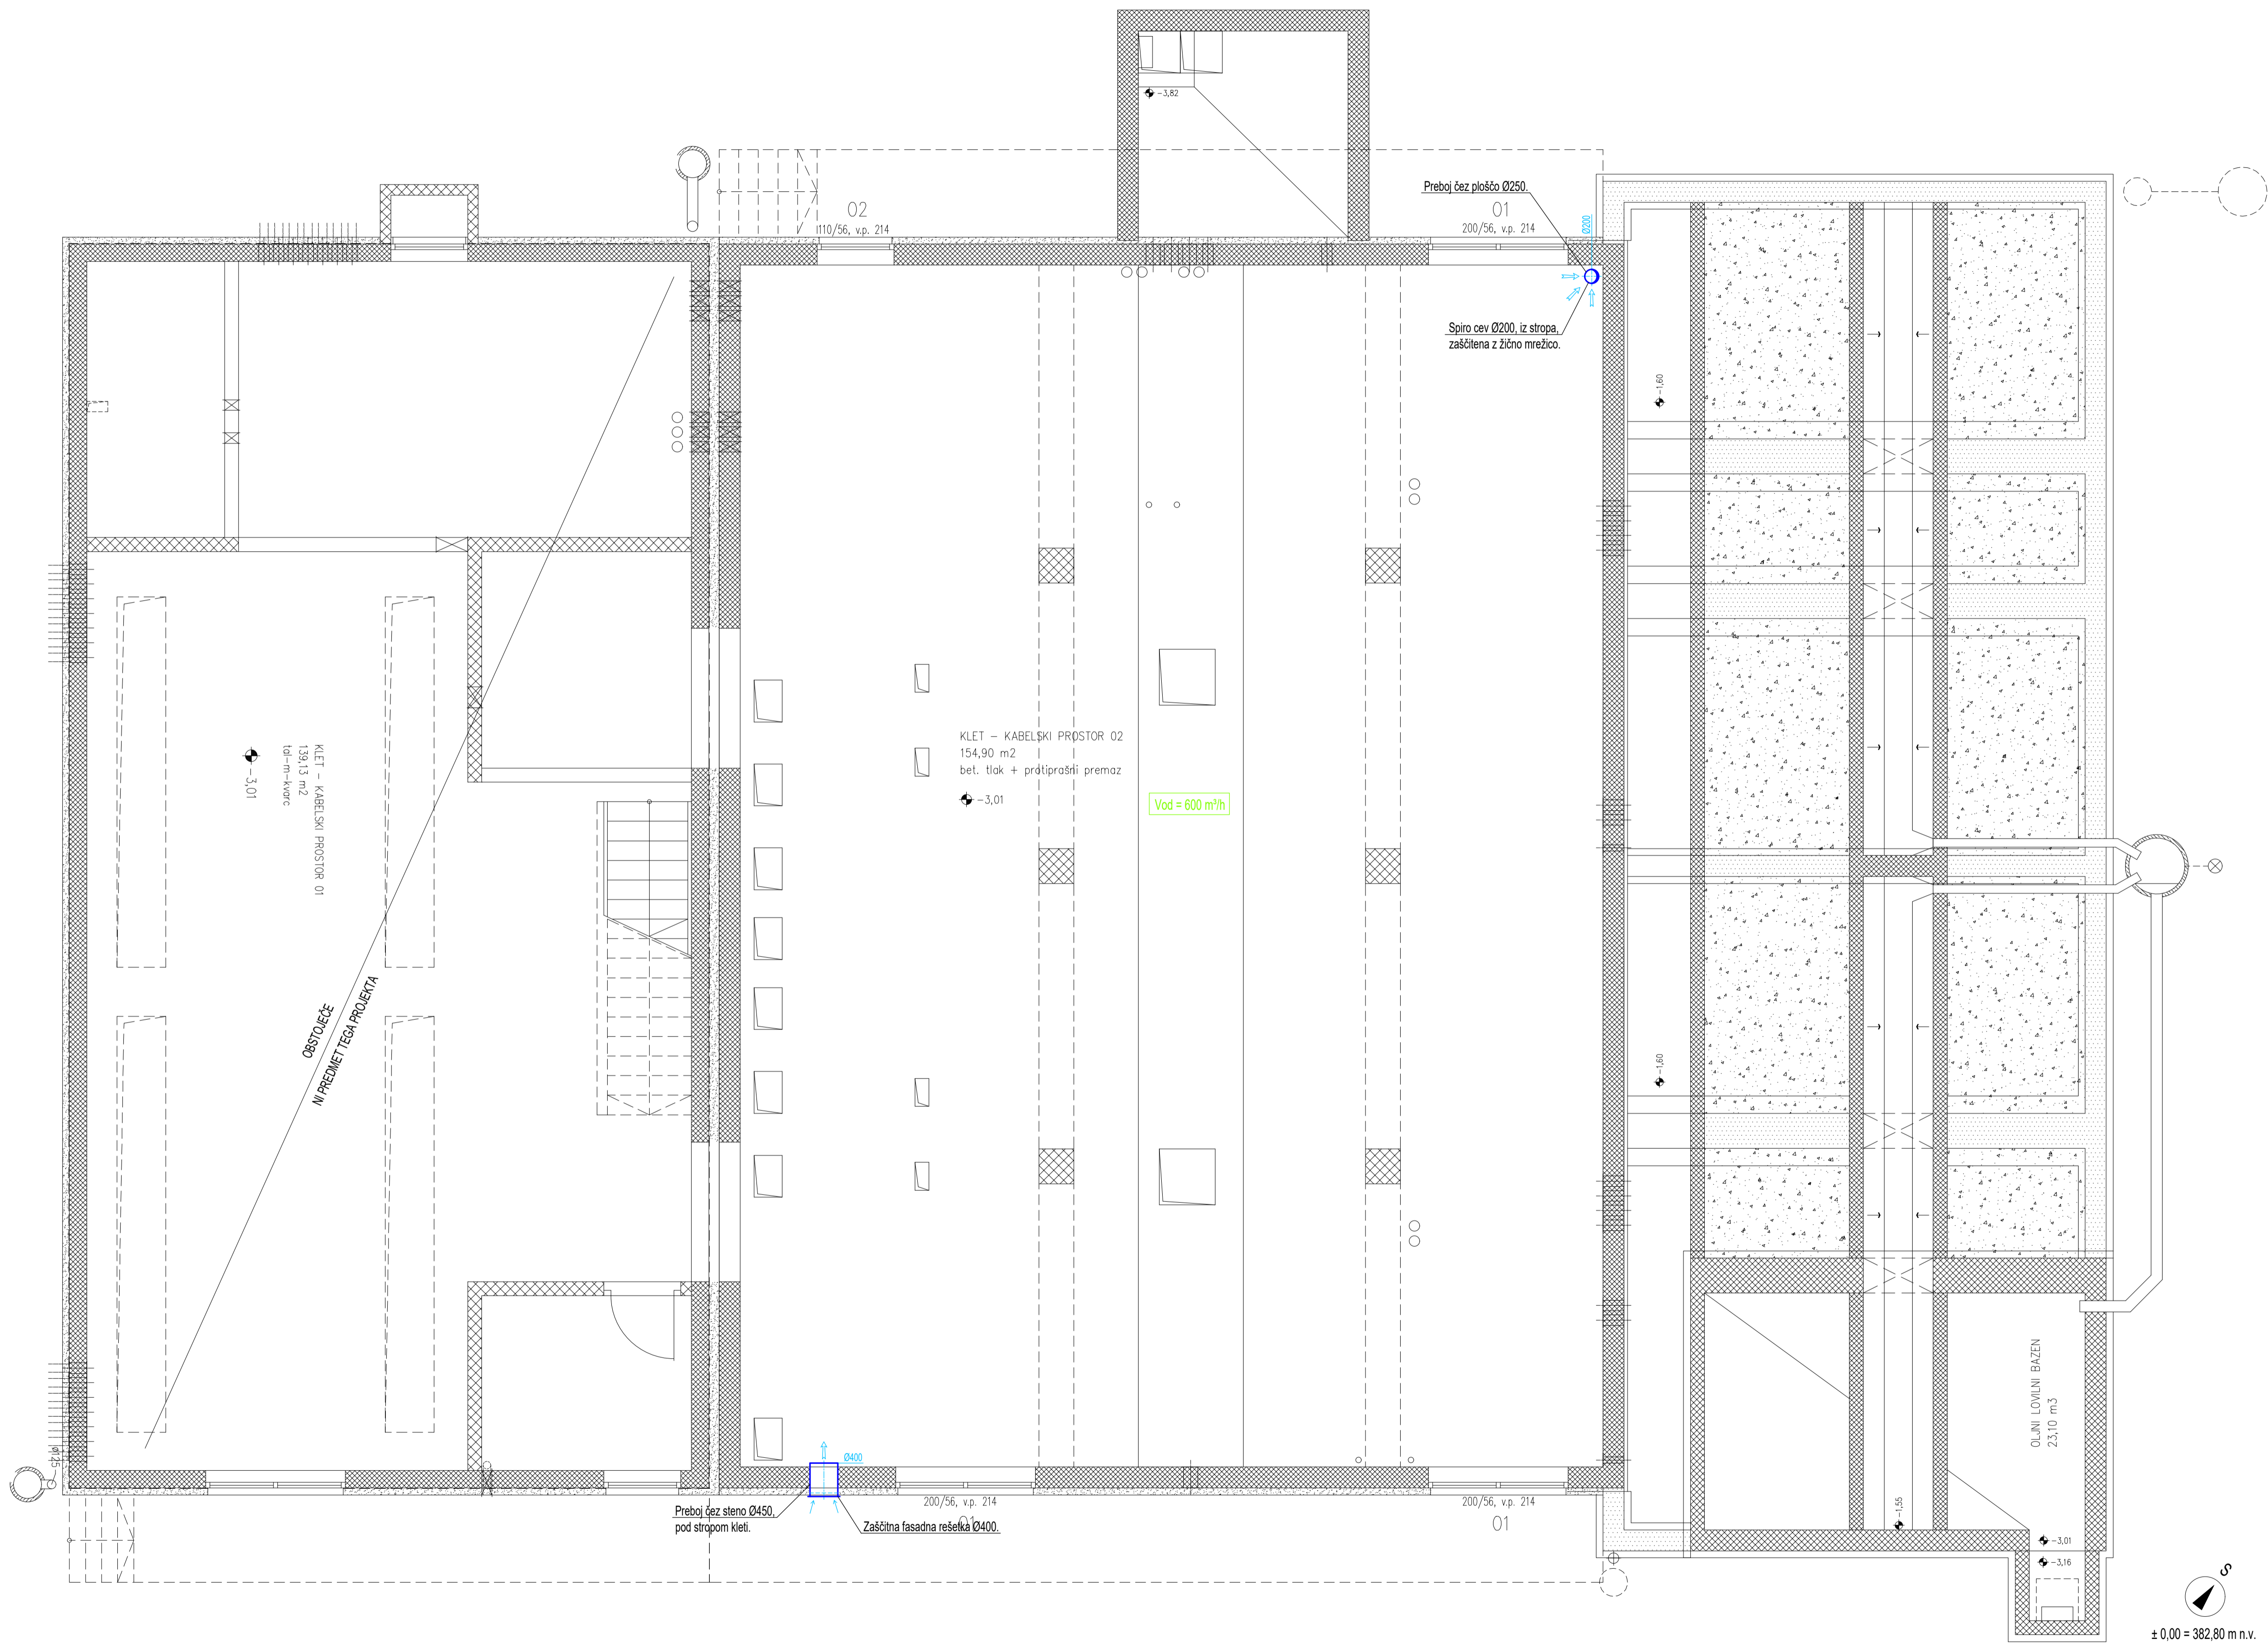 -3,82
Preboj čez ploščo Ø250.
02
110/56, v.p. 214
01
200/56, v.p. 214
Ø200
Spiro cev Ø200, iz stropa,
zaščitena z žično mrežico.
-1,60
KLET - KABELSKI PROSTOR 01
139,13 m2
tal-m-kvarc
-3,01
KLET - KABELSKI PROSTOR 02
154,90 m2
bet. tlak + protiprašni premaz
-3,01
Vod = 600 m³/h
OBSTOJEČE
NI PREDMET TEGA PROJEKTA
-1,60
OLJNI LOVILNI BAZEN
23,10 m3
Ø125
Ø400
Preboj čez steno Ø450,
pod stropom kleti.
Zaščitna fasadna rešetka Ø400.
200/56, v.p. 214
01
200/56, v.p. 214
01
-1,55
-3,01
-3,16
S
± 0,00 = 382,80 m n.v.